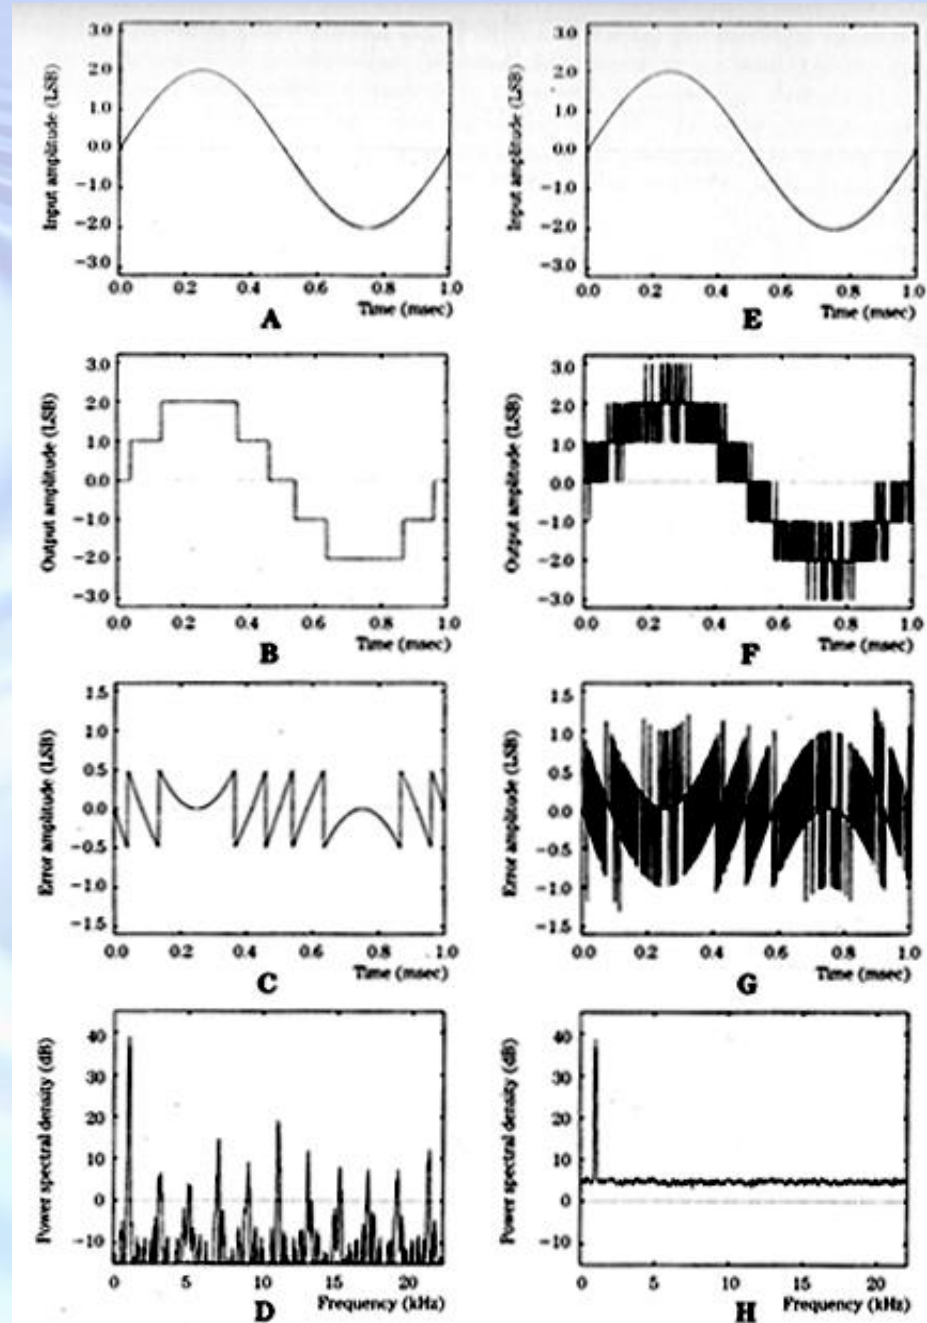 Input amplitude (LSB)
3.0
2.0
1.0
0.0
−1.0
−2.0
−3.0
0.0 0.2 0.4 0.6 0.8 1.0
Time (msec)
A
Input amplitude (LSB)
3.0
2.0
1.0
0.0
−1.0
−2.0
−3.0
0.0 0.2 0.4 0.6 0.8 1.0
Time (msec)
E
Output amplitude (LSB)
3.0
2.0
1.0
0.0
−1.0
−2.0
−3.0
0.0 0.2 0.4 0.6 0.8 1.0
Time (msec)
B
Output amplitude (LSB)
3.0
2.0
1.0
0.0
−1.0
−2.0
−3.0
0.0 0.2 0.4 0.6 0.8 1.0
Time (msec)
F
Error amplitude (LSB)
1.5
1.0
0.5
0.0
−0.5
−1.0
−1.5
0.0 0.2 0.4 0.6 0.8 1.0
Time (msec)
C
Error amplitude (LSB)
1.5
1.0
0.5
0.0
−0.5
−1.0
−1.5
0.0 0.2 0.4 0.6 0.8 1.0
Time (msec)
G
Power spectral density (dB)
40
30
20
10
0
−10
0 5 10 15 20
Frequency (kHz)
D
Power spectral density (dB)
40
30
20
10
0
−10
0 5 10 15 20
Frequency (kHz)
H